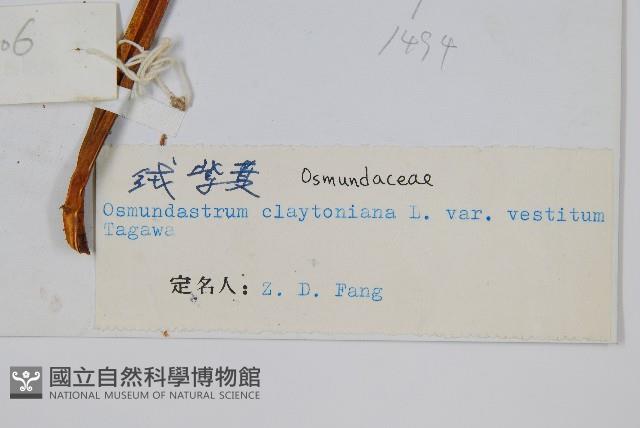 06
1494
绒紫萁 Osmundaceae
Osmundastrum claytoniana L. var. vestitum
Tagawa
定名人: Z. D. Fang
國立自然科學博物館
NATIONAL MUSEUM OF NATURAL SCIENCE